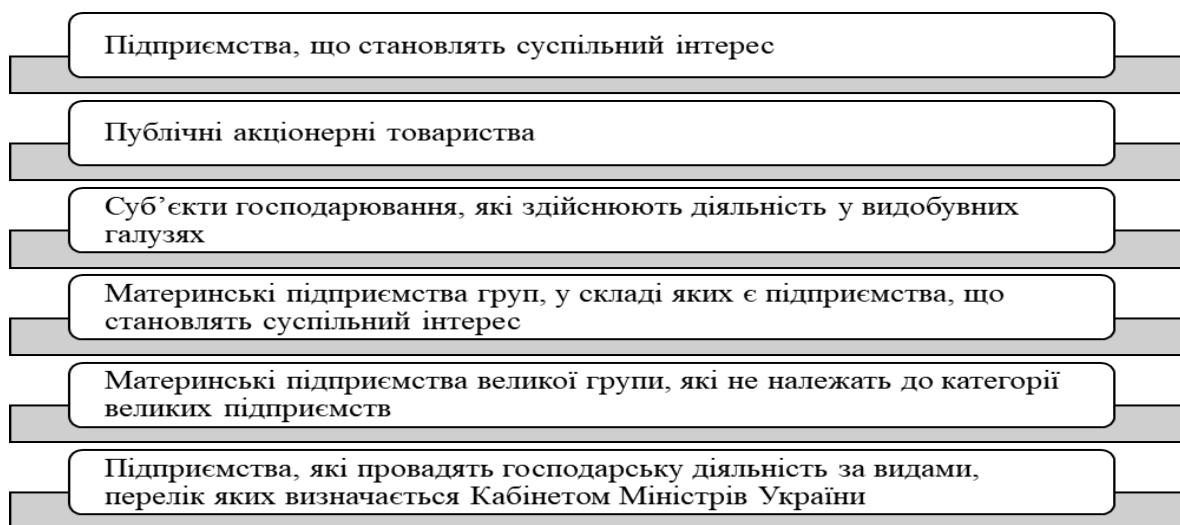 Підприємства, що становлять суспільний інтерес
Публічні акціонерні товариства
Суб’єкти господарювання, які здійснюють діяльність у видобувних
галузях
Материнські підприємства груп, у складі яких є підприємства, що
становлять суспільний інтерес
Материнські підприємства великої групи, які не належать до категорії
великих підприємств
Підприємства, які провадять господарську діяльність за видами,
перелік яких визначається Кабінетом Міністрів України